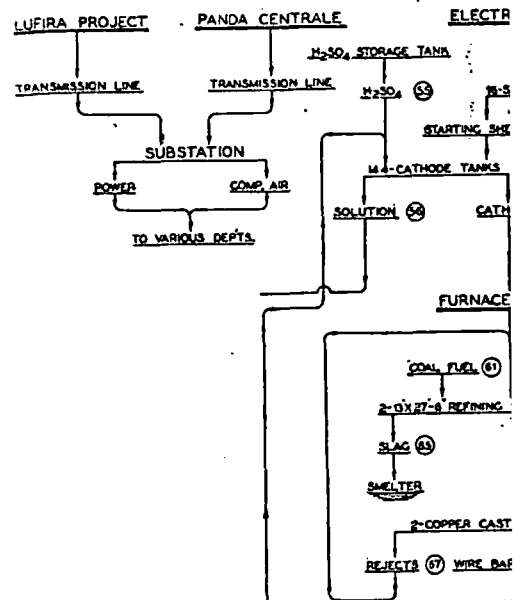 LUFIRA PROJECT
PANDA CENTRALE
ELECTR
H₂SO₄ STORAGE TANK
TRANSMISSION LINE
TRANSMISSION LINE
H₂SO₄ 55
STARTING SHE
SUBSTATION
144-CATHODE TANKS
POWER
COMP. AIR
SOLUTION 56
CATH
TO VARIOUS DEPTS.
FURNACE
COAL FUEL 61
REFINING
SLAG
SMELTER
2-COPPER CAST
REJECTS 67 WIRE BAR